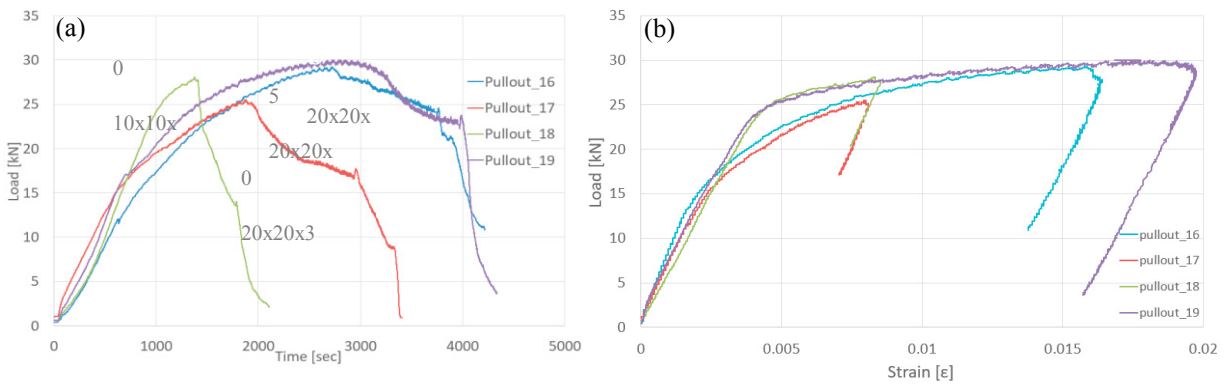 (a)
35
30
25
20
15
10
5
0
Load [kN]
0
10x10x
5
20x20x
20x20x
0
20x20x3
Pullout_16
Pullout_17
Pullout_18
Pullout_19
0 1000 2000 3000 4000 5000
Time [sec]
(b)
35
30
25
20
15
10
5
0
Load [kN]
pullout_16
pullout_17
pullout_18
pullout_19
0 0.005 0.01 0.015 0.02
Strain [ε]